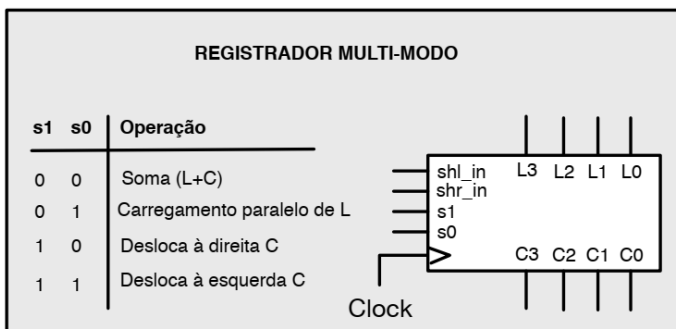 REGISTRADOR MULTI-MODO
s1 s0 Operação
0 0 Soma (L+C)
0 1 Carregamento paralelo de L
1 0 Desloca à direita C
1 1 Desloca à esquerda C
shl_in L3 L2 L1 L0
shr_in
s1
s0
C3 C2 C1 C0
Clock